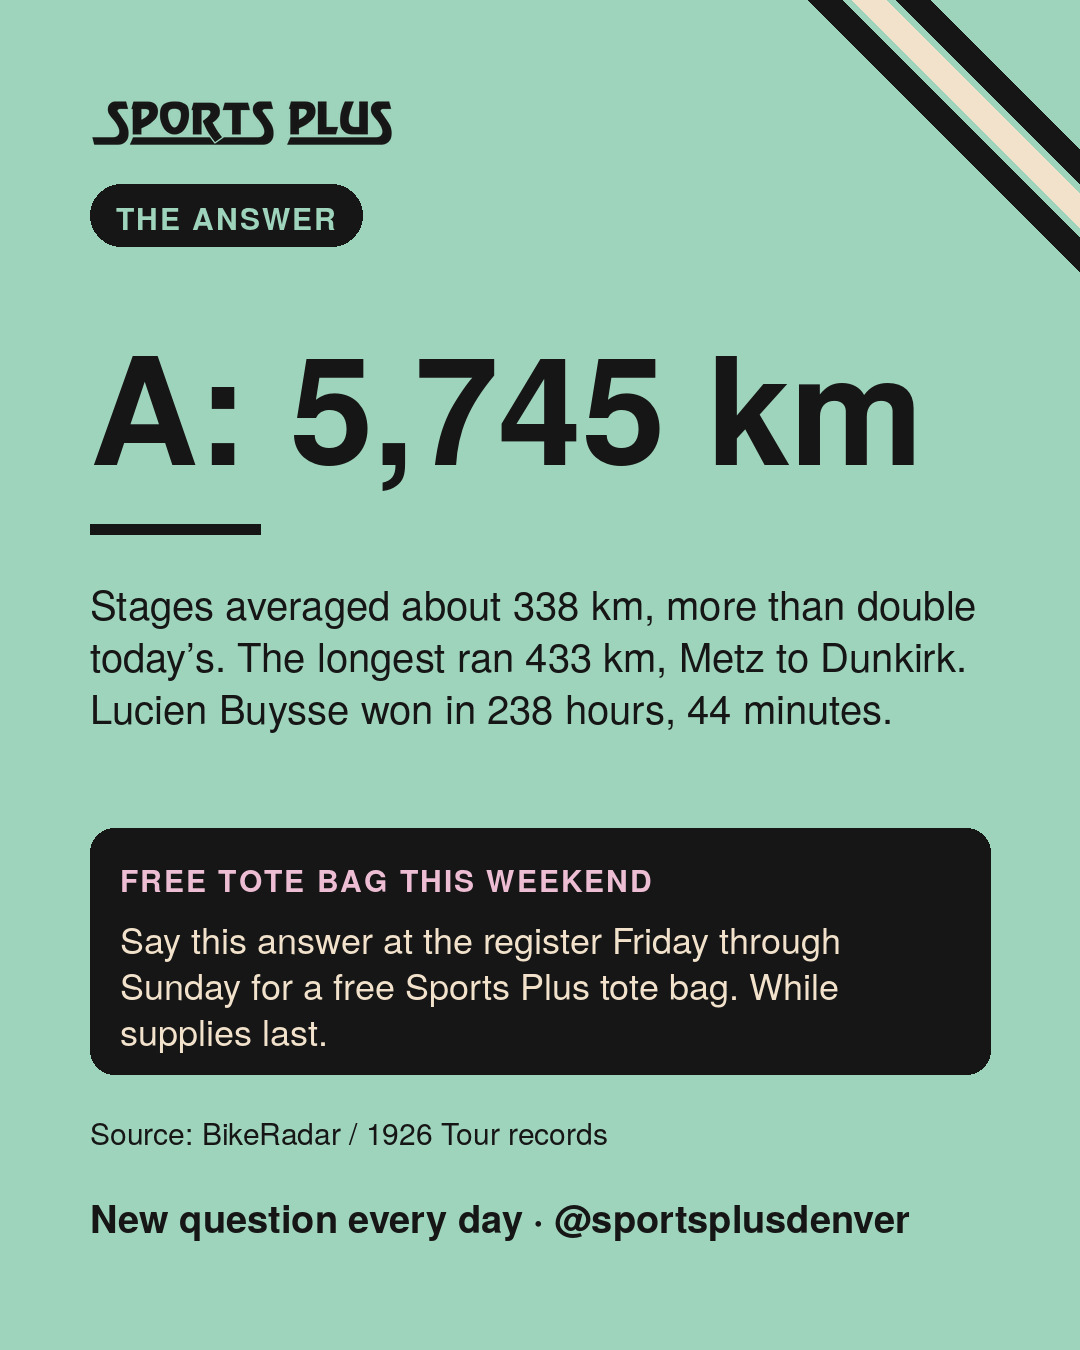 SPORTS PLUS
THE ANSWER
A: 5,745 km
Stages averaged about 338 km, more than double
today’s. The longest ran 433 km, Metz to Dunkirk.
Lucien Buysse won in 238 hours, 44 minutes.
FREE TOTE BAG THIS WEEKEND
Say this answer at the register Friday through
Sunday for a free Sports Plus tote bag. While
supplies last.
Source: BikeRadar / 1926 Tour records
New question every day · @sportsplusdenver